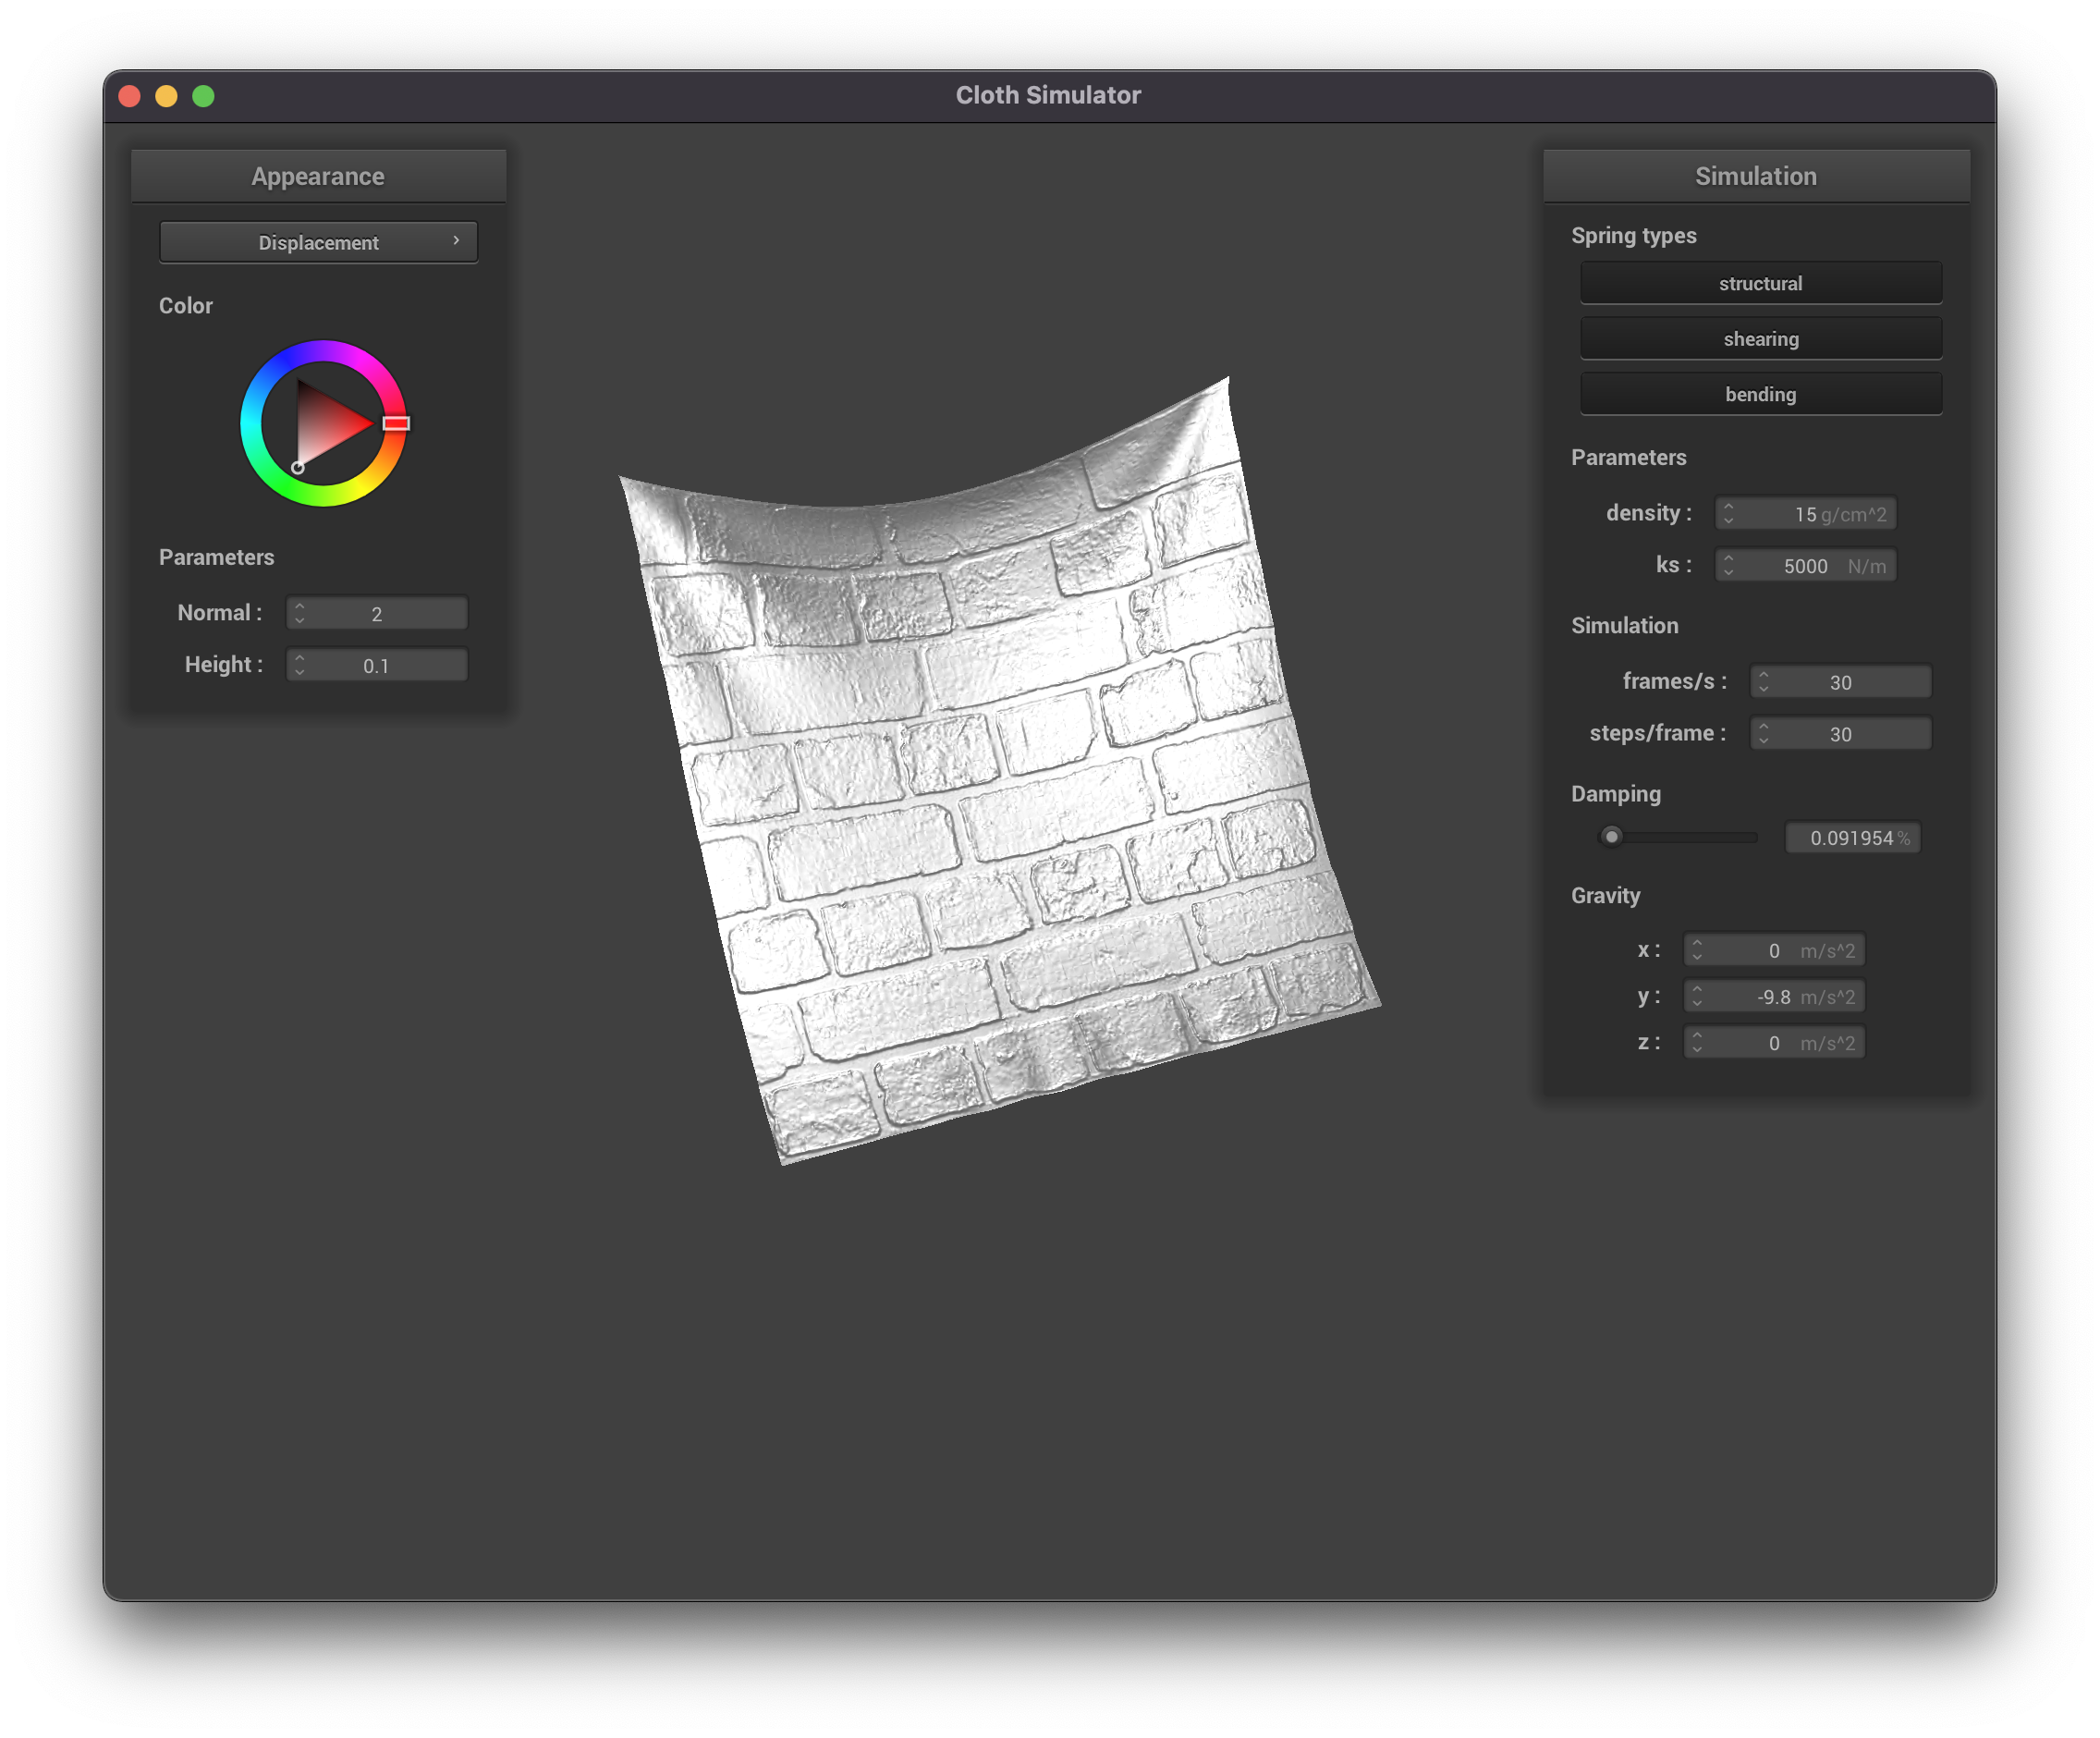 Cloth Simulator
Appearance
Displacement
Color
Parameters
Normal : 2
Height : 0.1
Simulation
Spring types
structural
shearing
bending
Parameters
density : 15 g/cm^2
ks : 5000 N/m
Simulation
frames/s : 30
steps/frame : 30
Damping
0.091954 %
Gravity
x : 0 m/s^2
y : -9.8 m/s^2
z : 0 m/s^2